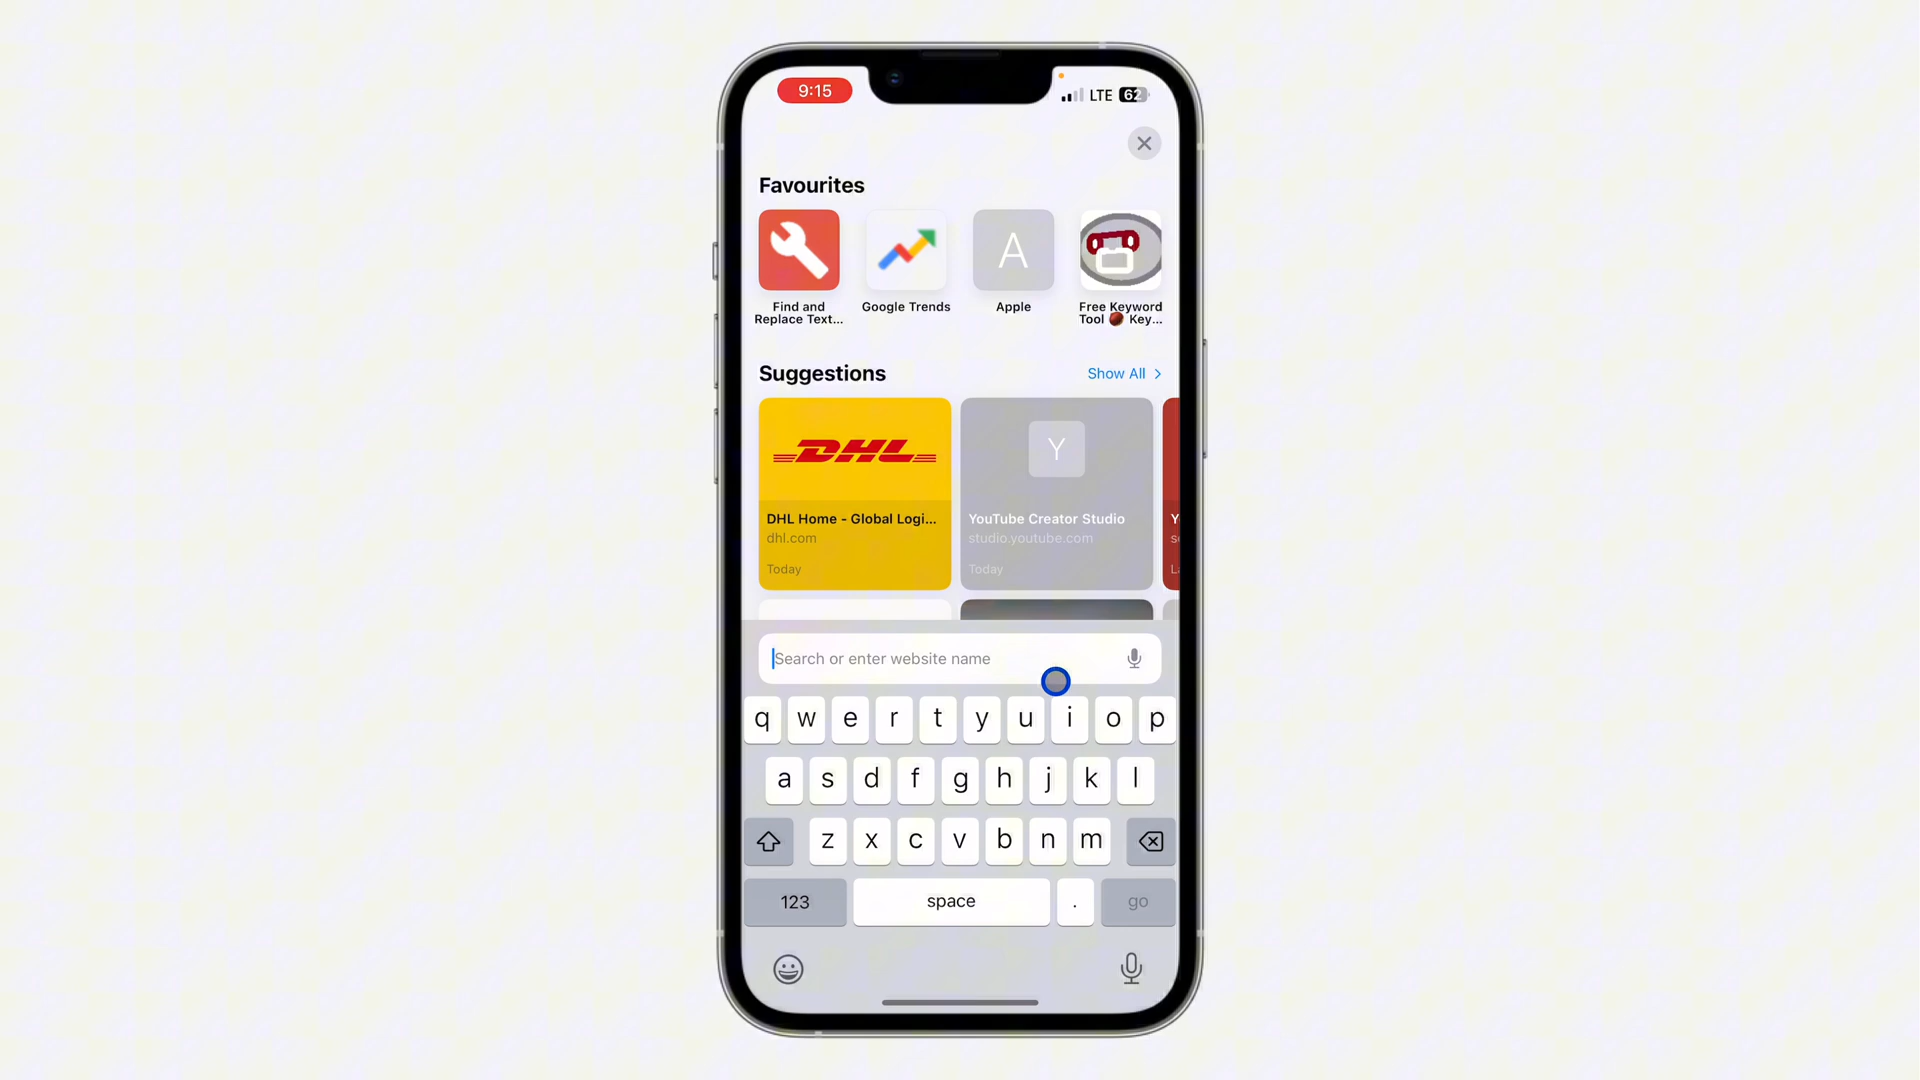 9:15
LTE 62
Favourites
A
Find and
Replace Text...
Google Trends
Apple
Free Keyword
Tool Key...
Suggestions
Show All
DHL
Y
DHL Home - Global Logi...
dhl.com
Today
YouTube Creator Studio
studio.youtube.com
Today
Search or enter website name
q w e r t y u i o p
a s d f g h j k l
z x c v b n m
123 space . go